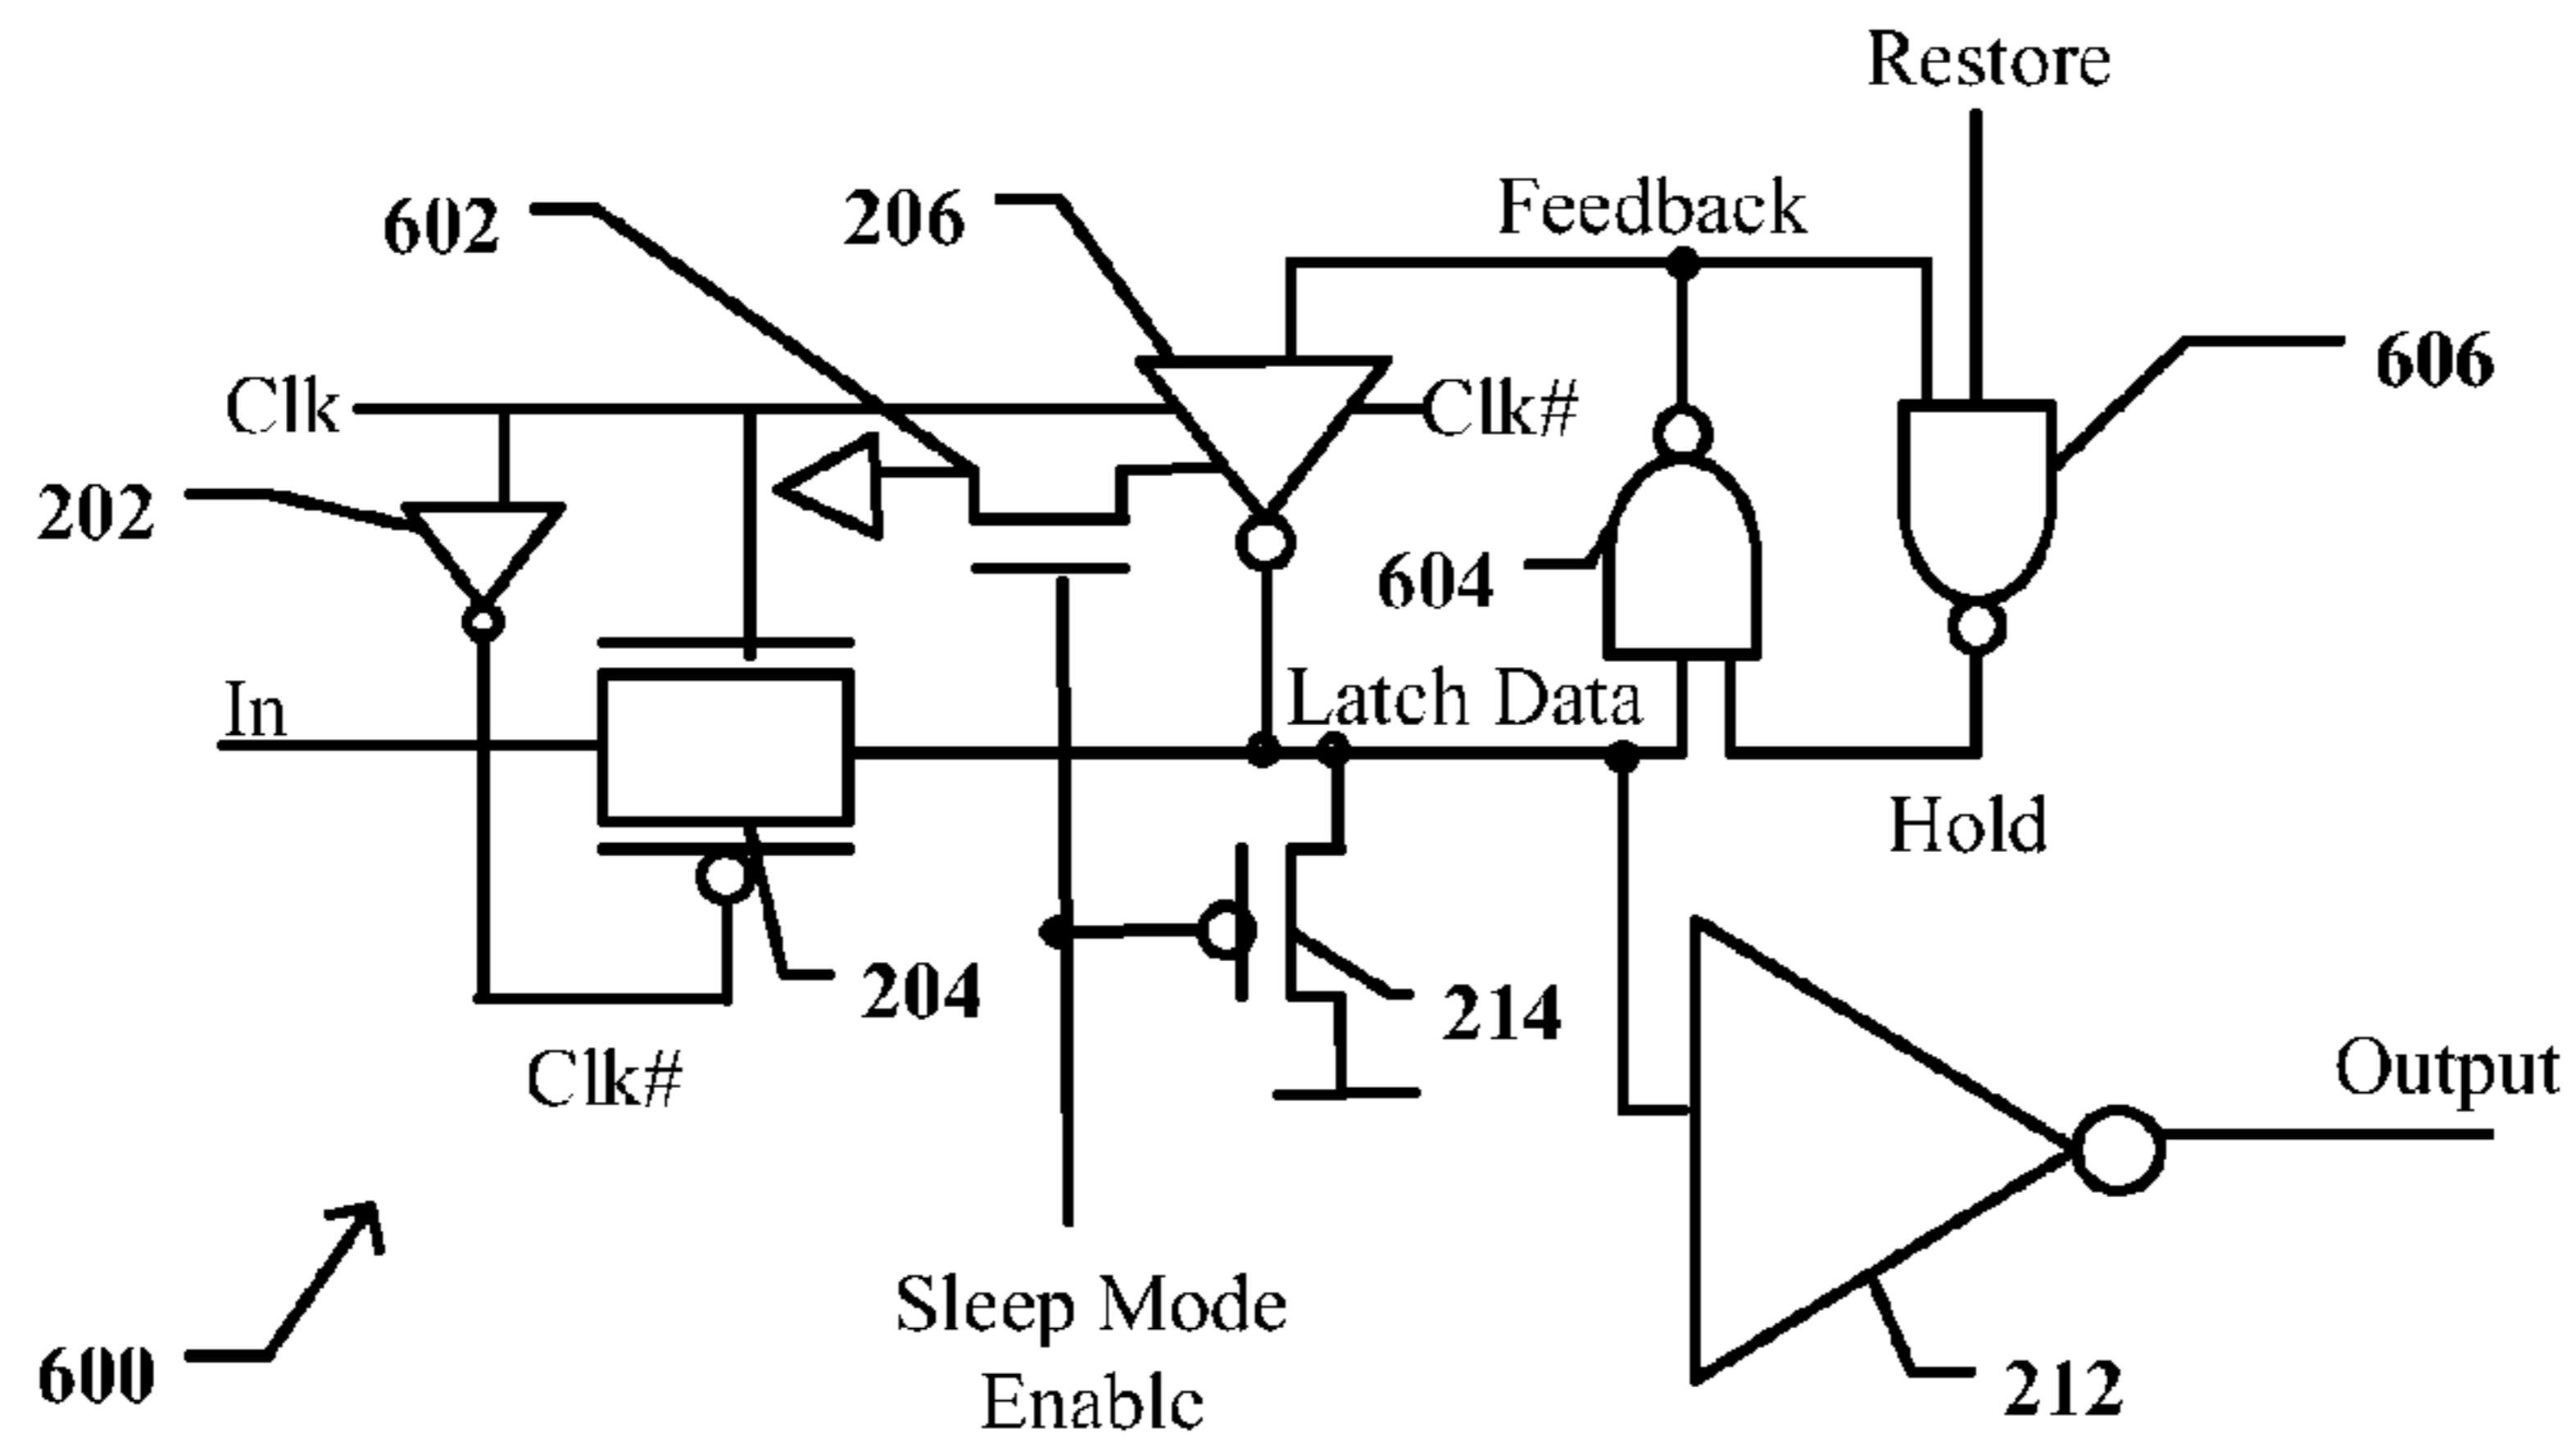 Restore
Feedback
602
206
606
Clk
Clk#
202
604
In
Latch Data
Hold
204
214
Clk#
Output
Sleep Mode
Enable
600
212